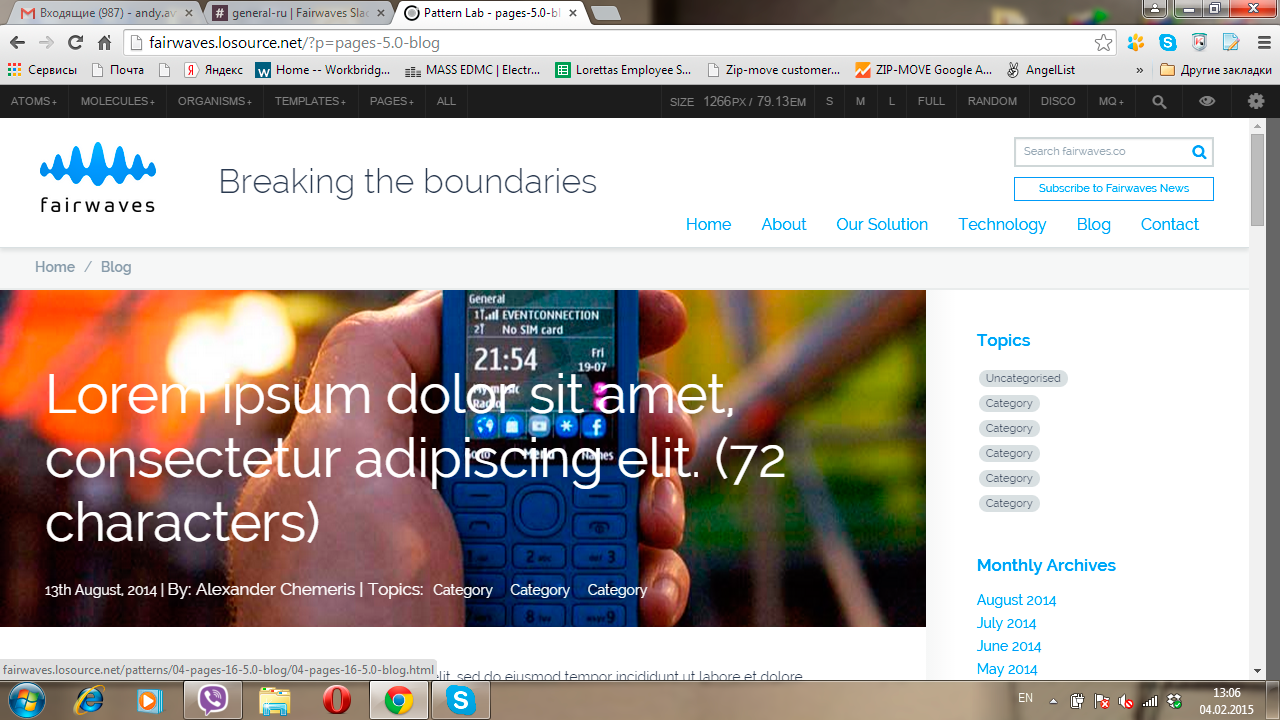 Входящие (987) - andy.av
general-ru | Fairwaves Slac
Pattern Lab - pages-5.0-bl
fairwaves.losource.net/?p=pages-5.0-blog
Сервисы Почта Яндекс Home -- Workbridg... MASS EDMC | Electr... Lorettas Employee S... Zip-move customer... ZIP-MOVE Google A... AngelList » Другие закладки
ATOMS+ MOLECULES+ ORGANISMS+ TEMPLATES+ PAGES+ ALL SIZE 1266PX / 79.13EM S M L FULL RANDOM DISCO MQ+
fairwaves
Breaking the boundaries
Search fairwaves.co
Subscribe to Fairwaves News
Home About Our Solution Technology Blog Contact
Home / Blog
General
EVENTCONNECTION
No SIM card
21:54 Fri
19-07
My music
Radio
Menu Names
Lorem ipsum dolor sit amet,
consectetur adipiscing elit. (72
characters)
13th August, 2014 | By: Alexander Chemeris | Topics: Category Category Category
Topics
Uncategorised
Category
Category
Category
Category
Category
Monthly Archives
August 2014
July 2014
June 2014
May 2014
elit, sed do eiusmod tempor incididunt ut labore et dolore
fairwaves.losource.net/patterns/04-pages-16-5.0-blog/04-pages-16-5.0-blog.html
EN
13:06
04.02.2015